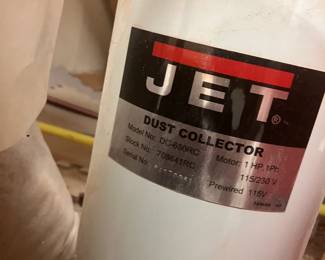 JET®
DUST COLLECTOR
Model No: DC-650RC Motor: 1 HP, 1Ph
Stock No: 708641RC 115/230 V
Serial No: Prewired 115V